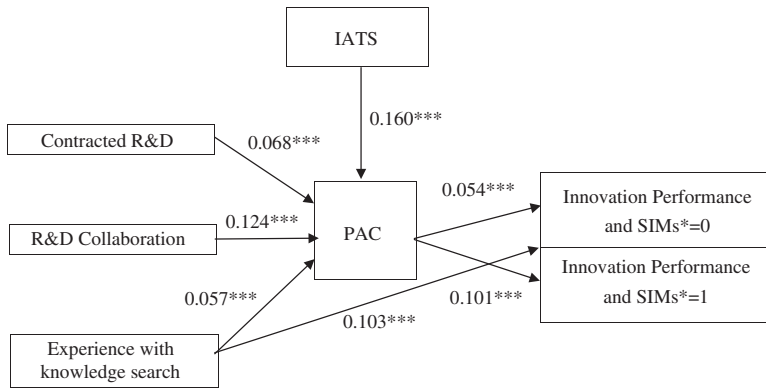 IATS
0.160***
Contracted R&D
0.068***
0.054***
Innovation Performance
and SIMs*=0
0.124***
R&D Collaboration
PAC
Innovation Performance
and SIMs*=1
0.057***
0.101***
0.103***
Experience with
knowledge search